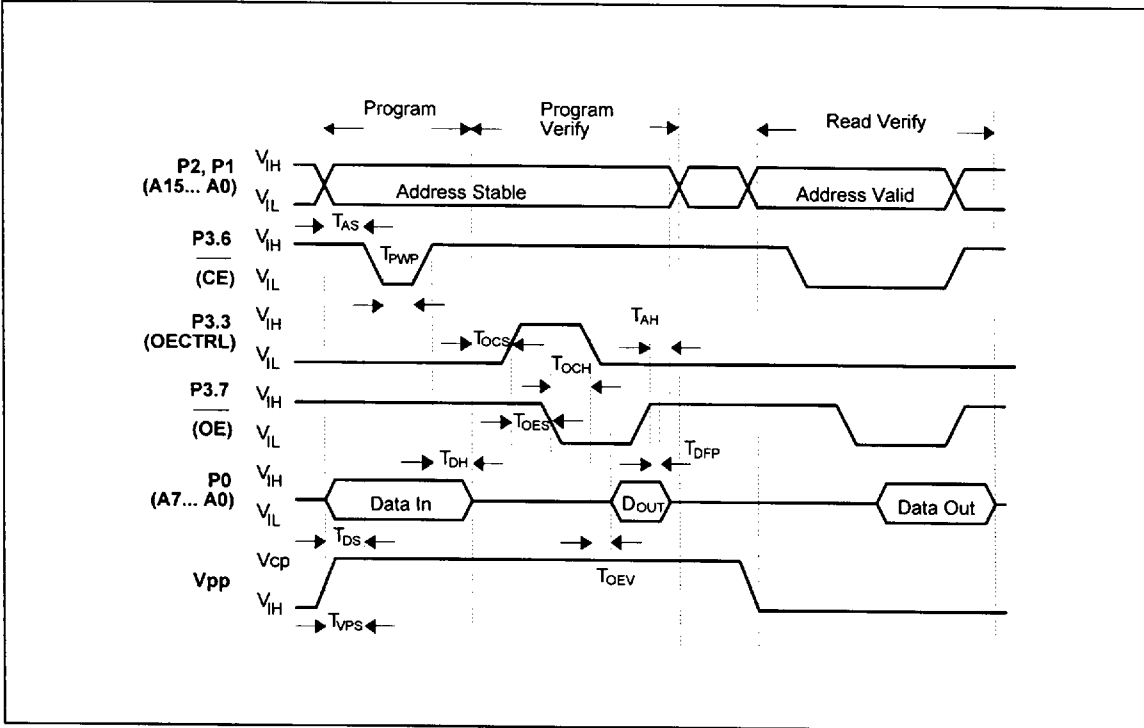 Program
Program
Verify
Read Verify
P2, P1
(A15... A0)
VIH
VIL
Address Stable
Address Valid
TAS
P3.6
(CE)
VIH
VIL
TPWP
P3.3
(OECTRL)
VIH
VIL
TOCS
TAH
TOCH
P3.7
(OE)
VIH
VIL
TOES
TDFP
TDH
P0
(A7... A0)
VIH
VIL
Data In
DOUT
Data Out
TDS
Vpp
Vcp
VIH
TOEV
TVPS